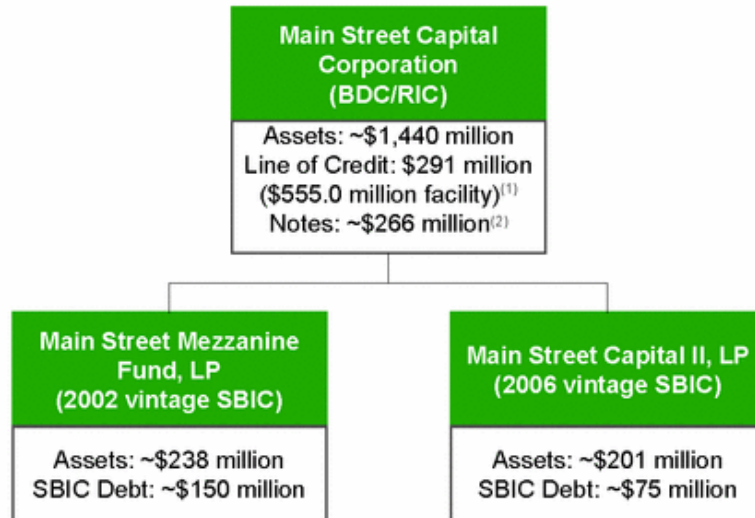 Main Street Capital
Corporation
(BDC/RIC)
Assets: ~$1,440 million
Line of Credit: $291 million
($555.0 million facility)(1)
Notes: ~$266 million(2)
Main Street Mezzanine
Fund, LP
(2002 vintage SBIC)
Assets: ~$238 million
SBIC Debt: ~$150 million
Main Street Capital II, LP
(2006 vintage SBIC)
Assets: ~$201 million
SBIC Debt: ~$75 million